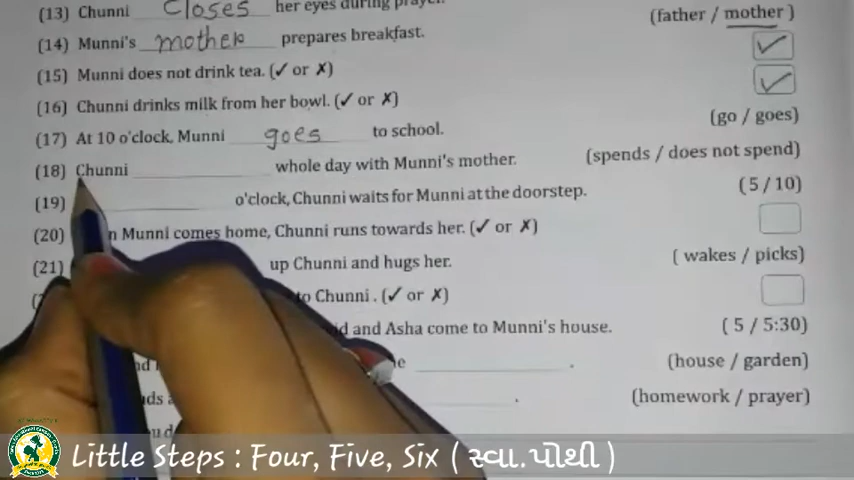 (13) Chunni closes her eyes during prayer.
(father / mother )
(14) Munni's mother prepares breakfast.
(15) Munni does not drink tea. (✓ or ✗) ✓
(16) Chunni drinks milk from her bowl. (✓ or ✗) ✓
(17) At 10 o'clock, Munni goes to school. (go / goes)
(18) Chunni ____________ whole day with Munni's mother. (spends / does not spend)
(19) ____________ o'clock, Chunni waits for Munni at the doorstep. (5 / 10)
(20) Munni comes home, Chunni runs towards her. (✓ or ✗)
(21) up Chunni and hugs her. ( wakes / picks)
to Chunni . (✓ or ✗)
and Asha come to Munni's house. ( 5 / 5:30)
____________ . (house / garden)
____________ . (homework / prayer)
Little Steps : Four, Five, Six ( સ્વા.પોથી )